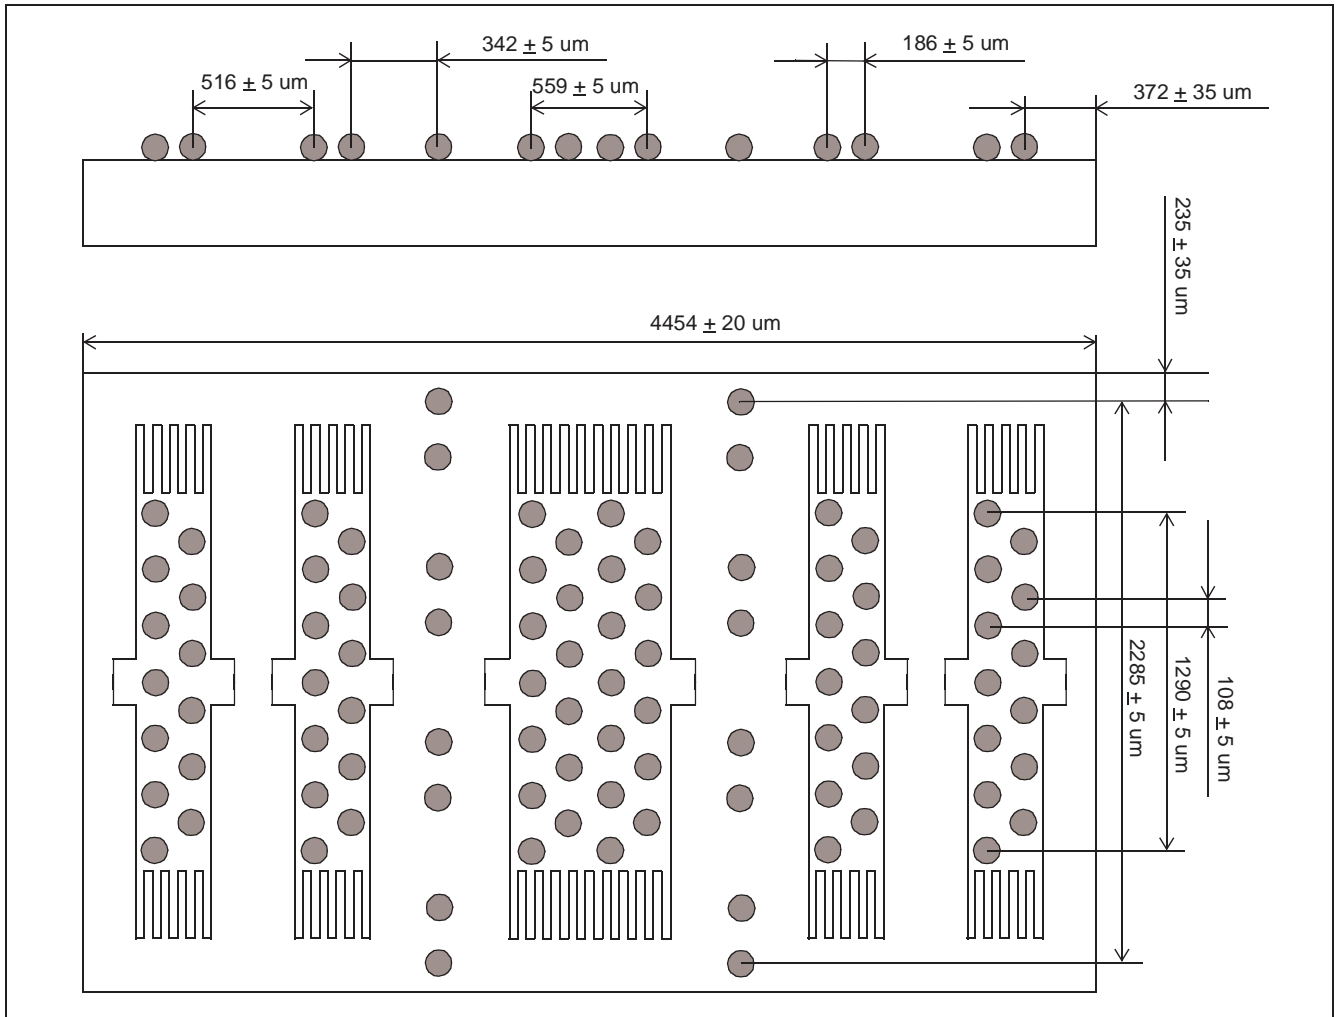 342 ± 5 um
186 ± 5 um
516 ± 5 um
559 ± 5 um
372 ± 35 um
235 ± 35 um
4454 ± 20 um
2285 ± 5 um
1290 ± 5 um
108 ± 5 um